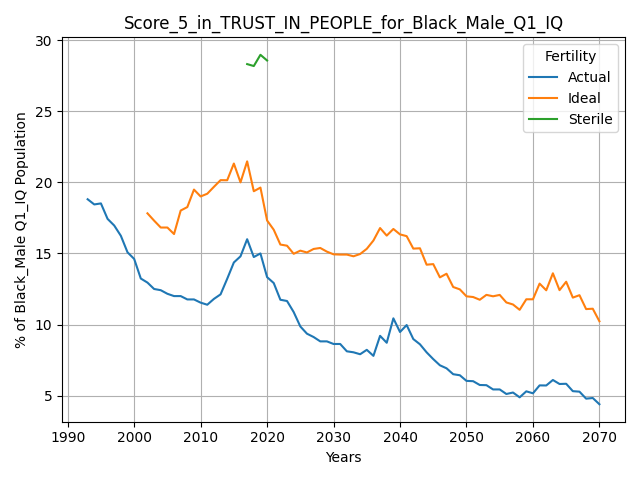 Score_5_in_TRUST_IN_PEOPLE_for_Black_Male_Q1_IQ
% of Black_Male Q1_IQ Population
30
25
20
15
10
5
Fertility
Actual
Ideal
Sterile
1990 2000 2010 2020 2030 2040 2050 2060 2070
Years